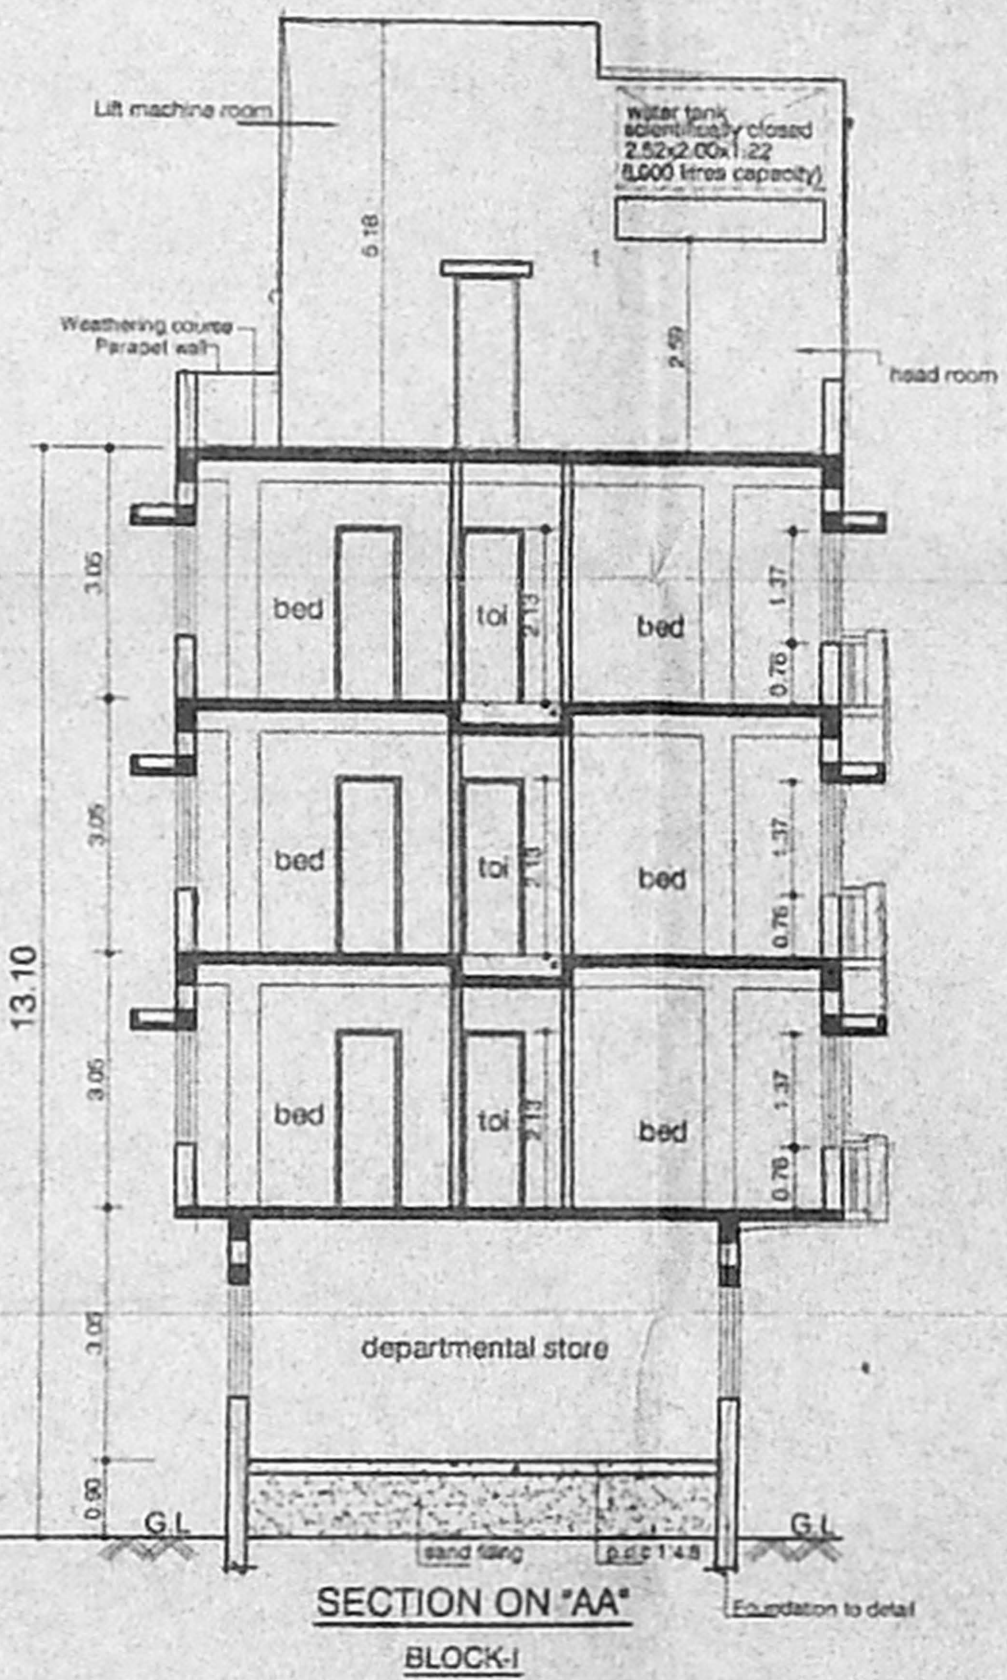 Lift machine room
water tank
scientifically closed
2.52x2.00x1.22
(6,000 litres capacity)
2.59
Weathering course
Parapet wall
head room
3.05
bed
toi
2.13
bed
1.37
0.76
3.05
bed
toi
2.13
bed
1.37
0.76
13.10
3.05
bed
toi
2.13
bed
1.37
0.76
3.05
departmental store
0.90
G.L
G.L
sand filling
p.c.c 1:4:8
Foundation to detail
SECTION ON "AA"
BLOCK-I